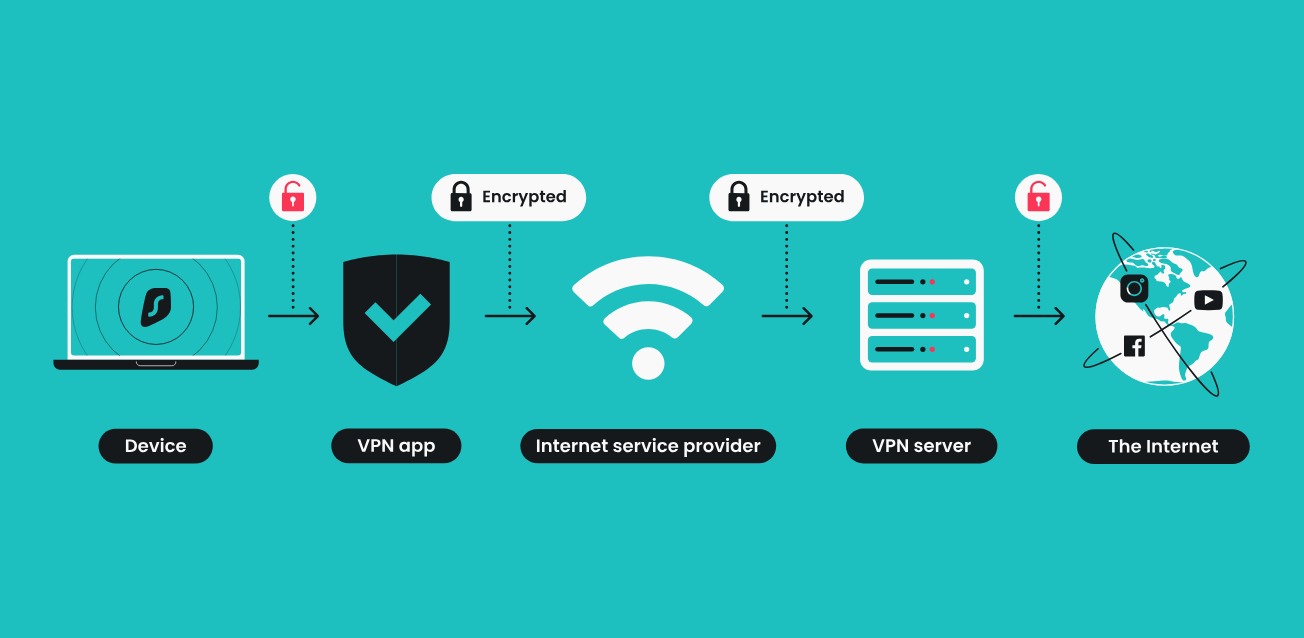 Encrypted
Encrypted
Device
VPN app
Internet service provider
VPN server
The Internet